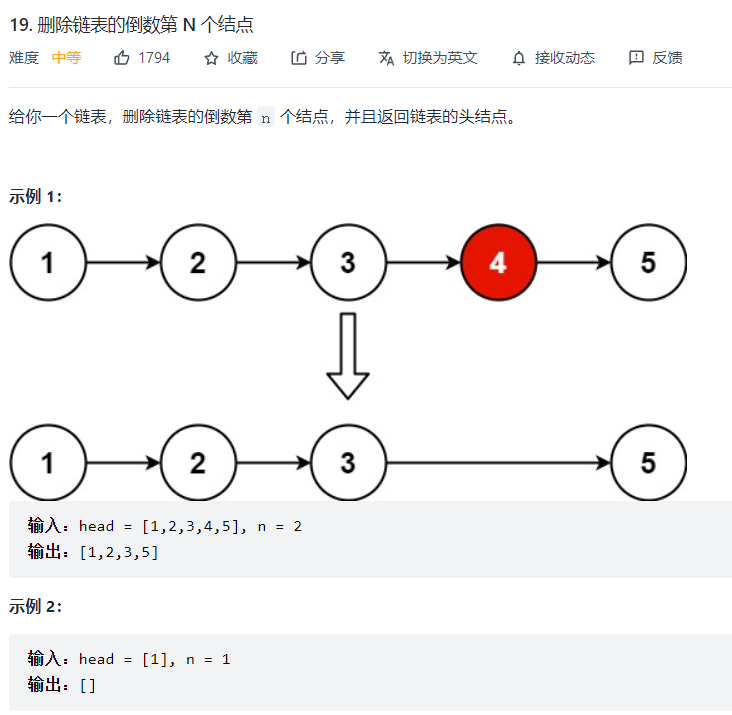 19. 删除链表的倒数第 N 个结点
难度 中等 1794 收藏 分享 切换为英文 接收动态 反馈
给你一个链表，删除链表的倒数第 n 个结点，并且返回链表的头结点。
示例 1：
1 2 3 4 5
1 2 3 5
输入：head = [1,2,3,4,5], n = 2
输出：[1,2,3,5]
示例 2：
输入：head = [1], n = 1
输出：[]